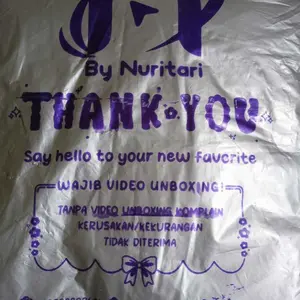 By Nuritari
THANK YOU
Say hello to your new favorite
WAJIB VIDEO UNBOXING!
TANPA VIDEO UNBOXING KOMPLAIN
KERUSAKAN/KEKURANGAN
TIDAK DITERIMA